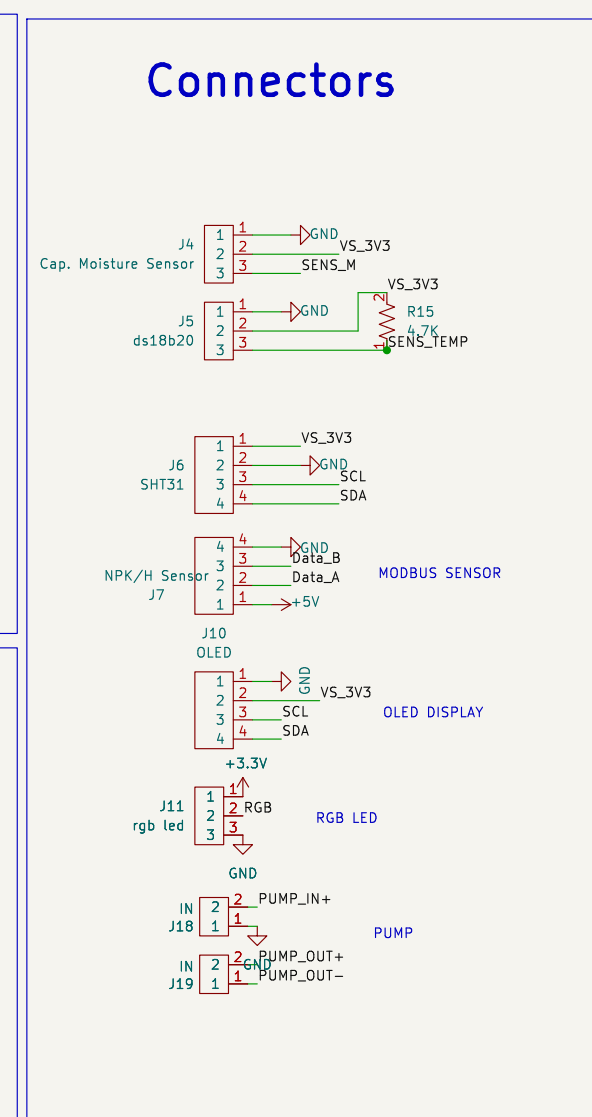 Connectors
J4
Cap. Moisture Sensor
1 1 GND
2 2 VS_3V3
3 3 SENS_M
J5
ds18b20
1 1 GND
2 2
3 3
VS_3V3
2
R15
4.7K
1
SENS_TEMP
J6
SHT31
1 1 VS_3V3
2 2 GND
3 3 SCL
4 4 SDA
NPK/H Sensor
J7
4 4 GND
3 3 Data_B
2 2 Data_A
1 1 +5V
MODBUS SENSOR
J10
OLED
1 1 GND
2 2 VS_3V3
3 3 SCL
4 4 SDA
OLED DISPLAY
+3.3V
J11
rgb led
1 1
2 2 RGB
3 3
GND
RGB LED
IN
J18
2 2 PUMP_IN+
1 1
GND
PUMP
IN
J19
2 2 PUMP_OUT+
1 1 PUMP_OUT-